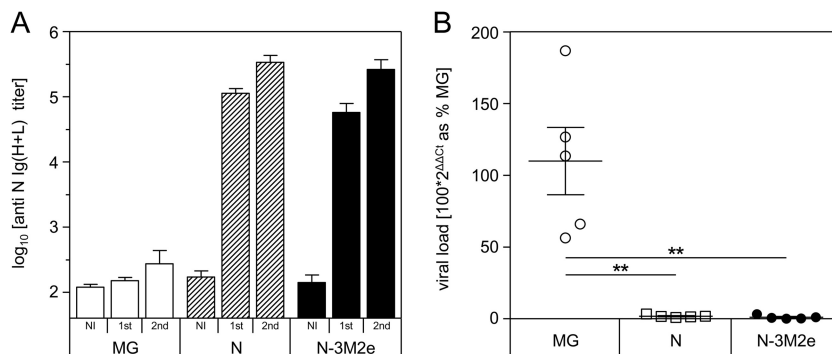 A
log10 [anti N Ig(H+L) titer]
6
5
4
3
2
NI 1st 2nd NI 1st 2nd NI 1st 2nd
MG N N-3M2e
B
viral load [100*2ΔΔCt as % MG]
200
150
100
50
0
**
**
MG N N-3M2e